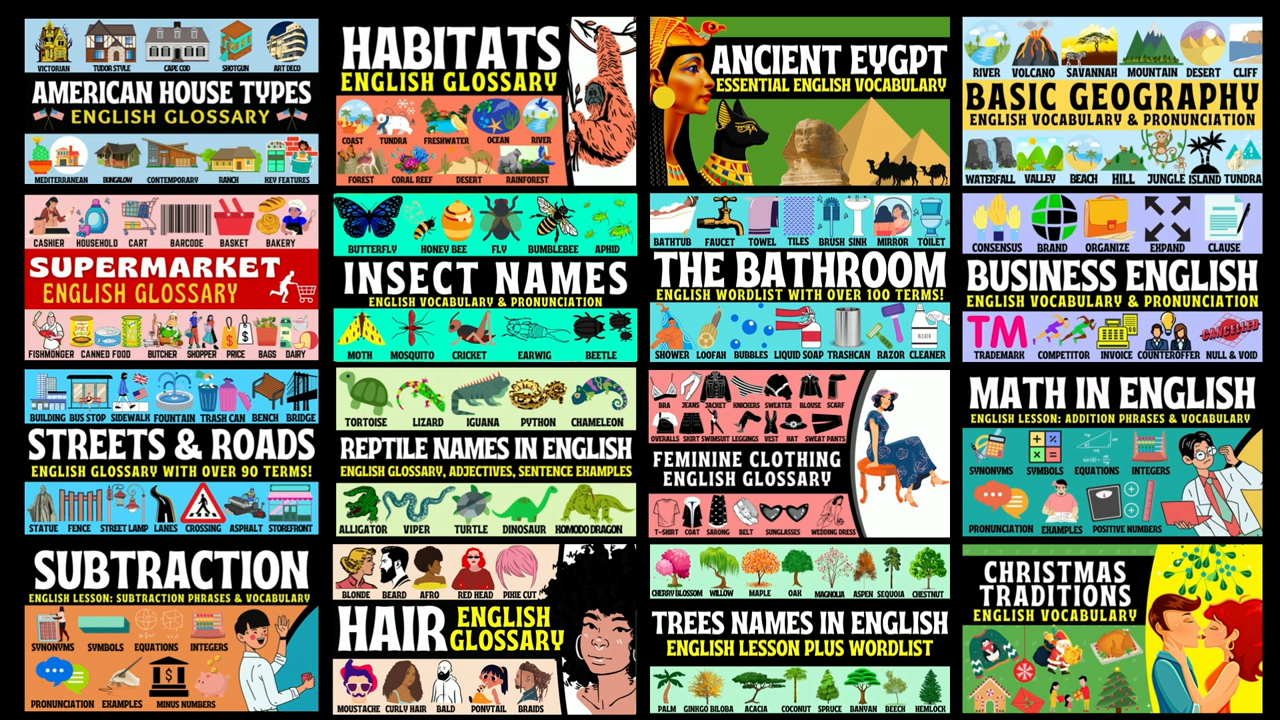 VICTORIAN TUDOR STYLE CAPE COD SHOTGUN ART DECO
AMERICAN HOUSE TYPES
ENGLISH GLOSSARY
MEDITERRANEAN BUNGALOW CONTEMPORARY RANCH KEY FEATURES
HABITATS
ENGLISH GLOSSARY
COAST TUNDRA FRESHWATER OCEAN RIVER
FOREST CORAL REEF DESERT RAINFOREST
ANCIENT EYGPT
ESSENTIAL ENGLISH VOCABULARY
RIVER VOLCANO SAVANNAH MOUNTAIN DESERT CLIFF
BASIC GEOGRAPHY
ENGLISH VOCABULARY & PRONUNCIATION
WATERFALL VALLEY BEACH HILL JUNGLE ISLAND TUNDRA
CASHIER HOUSEHOLD CART BARCODE BASKET BAKERY
SUPERMARKET
ENGLISH GLOSSARY
FISHMONGER CANNED FOOD BUTCHER SHOPPER PRICE BAGS DAIRY
BUTTERFLY HONEY BEE FLY BUMBLEBEE APHID
INSECT NAMES
ENGLISH VOCABULARY & PRONUNCIATION
MOTH MOSQUITO CRICKET EARWIG BEETLE
BATHTUB FAUCET TOWEL TILES BRUSH SINK MIRROR TOILET
THE BATHROOM
ENGLISH WORDLIST WITH OVER 100 TERMS!
SHOWER LOOFAH BUBBLES LIQUID SOAP TRASHCAN RAZOR CLEANER
CONSENSUS BRAND ORGANIZE EXPAND CLAUSE
BUSINESS ENGLISH
ENGLISH VOCABULARY & PRONUNCIATION
TM
CANCELLED
TRADEMARK COMPETITOR INVOICE COUNTEROFFER NULL & VOID
BUILDING BUS STOP SIDEWALK FOUNTAIN TRASH CAN BENCH BRIDGE
STREETS & ROADS
ENGLISH GLOSSARY WITH OVER 90 TERMS!
STATUE FENCE STREET LAMP LANES CROSSING ASPHALT STOREFRONT
TORTOISE LIZARD IGUANA PYTHON CHAMELEON
REPTILE NAMES IN ENGLISH
ENGLISH GLOSSARY, ADJECTIVES, SENTENCE EXAMPLES
ALLIGATOR VIPER TURTLE DINOSAUR KOMODO DRAGON
BRA JEANS JACKET KNICKERS SWEATER BLOUSE SCARF
OVERALLS SKIRT SWIMSUIT LEGGINGS VEST HAT SWEAT PANTS
FEMININE CLOTHING
ENGLISH GLOSSARY
T-SHIRT COAT SARONG BELT SUNGLASSES WEDDING DRESS
MATH IN ENGLISH
ENGLISH LESSON: ADDITION PHRASES & VOCABULARY
SYNONYMS SYMBOLS EQUATIONS INTEGERS
PRONUNCIATION EXAMPLES POSITIVE NUMBERS
SUBTRACTION
ENGLISH LESSON: SUBTRACTION PHRASES & VOCABULARY
SYNONYMS SYMBOLS EQUATIONS INTEGERS
PRONUNCIATION EXAMPLES MINUS NUMBERS
BLONDE BEARD AFRO RED HEAD PIXIE CUT
HAIR ENGLISH
GLOSSARY
MOUSTACHE CURLY HAIR BALD PONYTAIL BRAIDS
CHERRY BLOSSOM WILLOW MAPLE OAK MAGNOLIA ASPEN SEQUOIA CHESTNUT
TREES NAMES IN ENGLISH
ENGLISH LESSON PLUS WORDLIST
PALM GINKGO BILOBA ACACIA COCONUT SPRUCE BANYAN BEECH HEMLOCK
CHRISTMAS
TRADITIONS
ENGLISH VOCABULARY